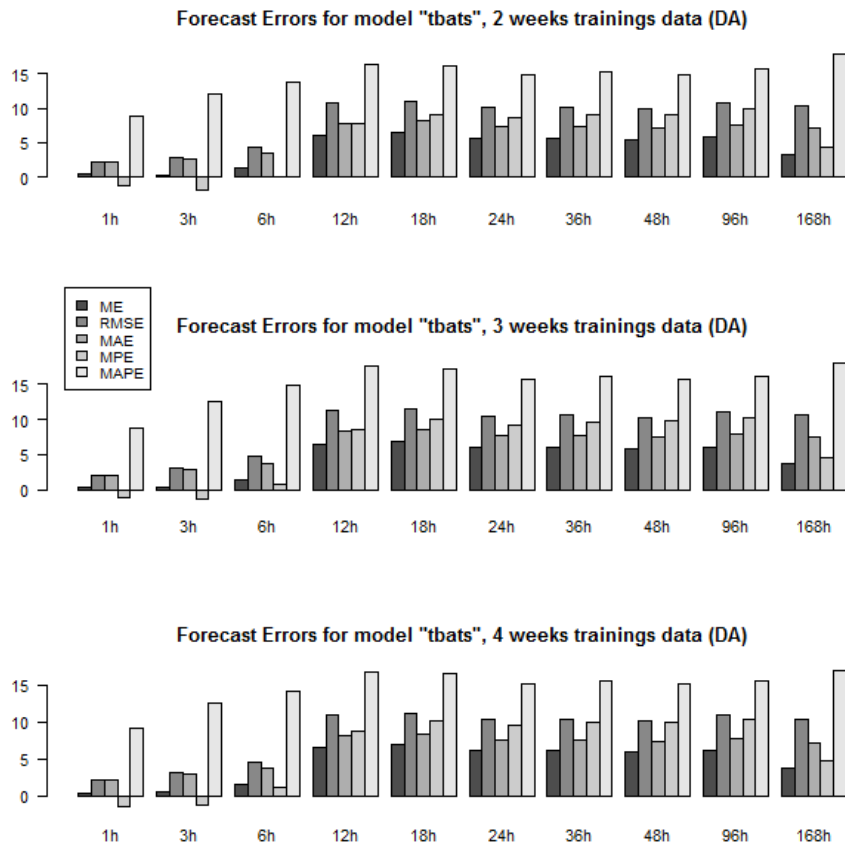 Forecast Errors for model "tbats", 2 weeks trainings data (DA)
15
10
5
0
1h 3h 6h 12h 18h 24h 36h 48h 96h 168h
ME
RMSE
MAE
MPE
MAPE
Forecast Errors for model "tbats", 3 weeks trainings data (DA)
15
10
5
0
1h 3h 6h 12h 18h 24h 36h 48h 96h 168h
Forecast Errors for model "tbats", 4 weeks trainings data (DA)
15
10
5
0
1h 3h 6h 12h 18h 24h 36h 48h 96h 168h